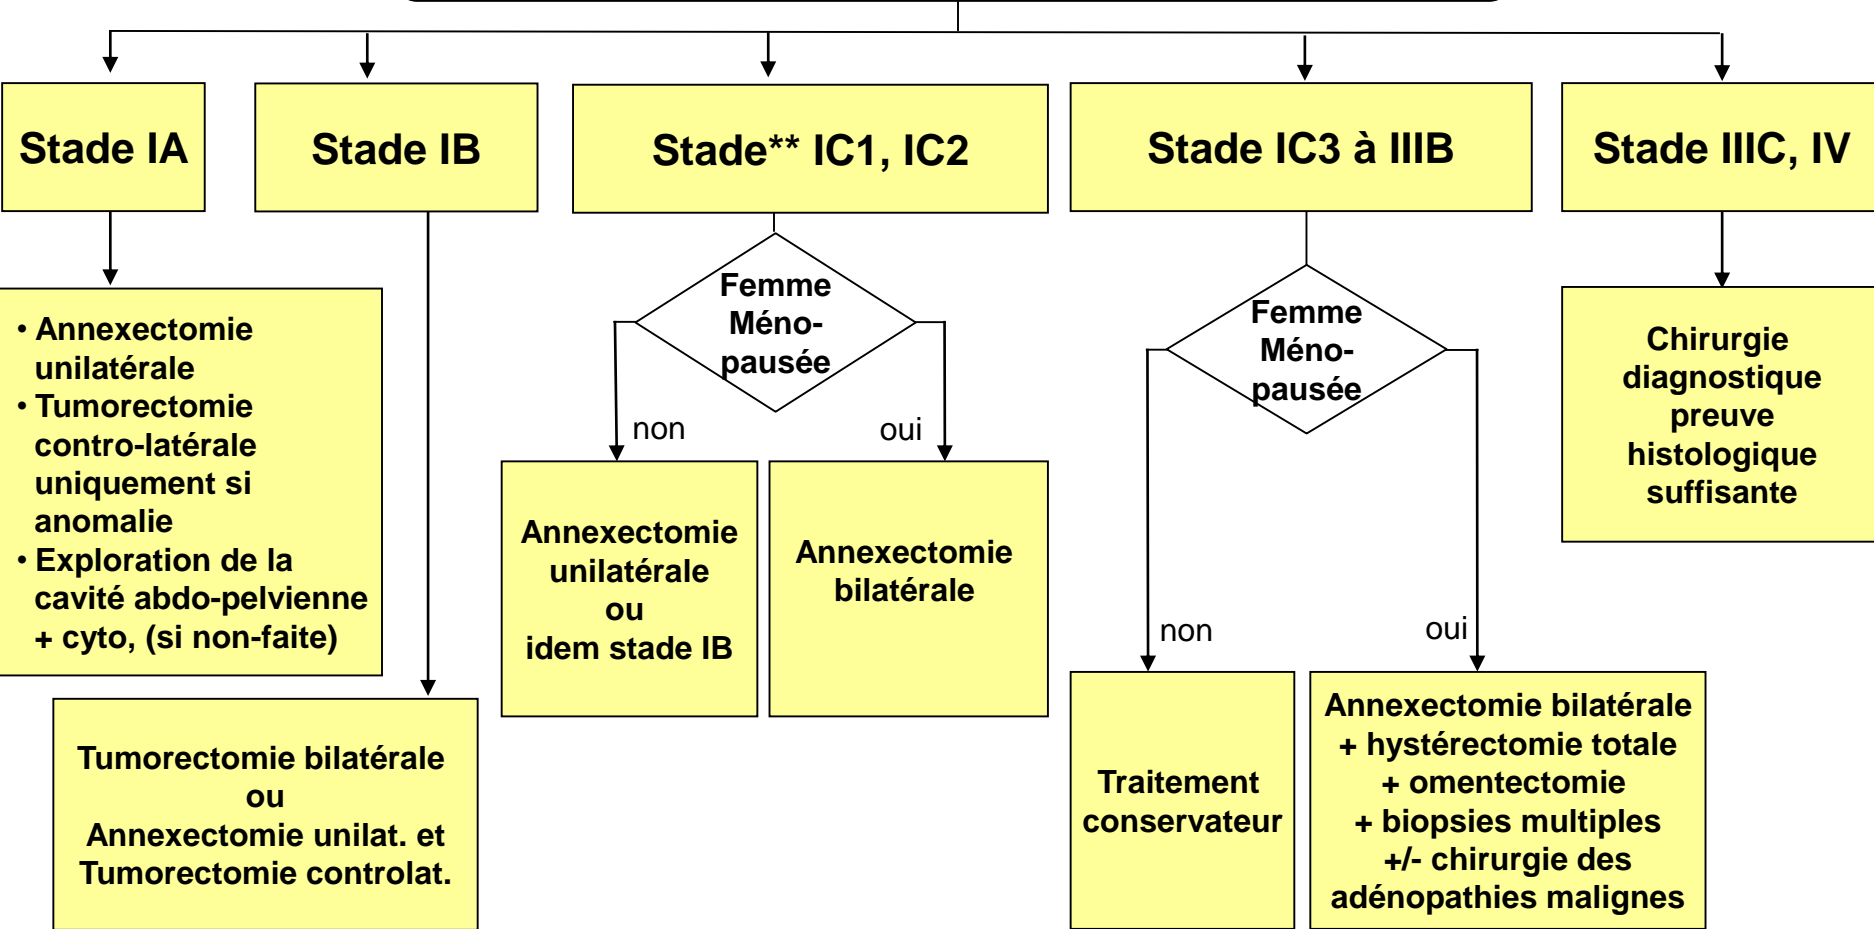 Stade IA
Stade IB
Stade** IC1, IC2
Stade IC3 à IIIB
Stade IIIC, IV
• Annexectomie
unilatérale
• Tumorectomie
contro-latérale
uniquement si
anomalie
• Exploration de la
cavité abdo-pelvienne
+ cyto, (si non-faite)
Tumorectomie bilatérale
ou
Annexectomie unilat. et
Tumorectomie controlat.
Femme
Méno-
pausée
non
oui
Annexectomie
unilatérale
ou
idem stade IB
Annexectomie
bilatérale
Femme
Méno-
pausée
non
oui
Traitement
conservateur
Annexectomie bilatérale
+ hystérectomie totale
+ omentectomie
+ biopsies multiples
+/- chirurgie des
adénopathies malignes
Chirurgie
diagnostique
preuve
histologique
suffisante